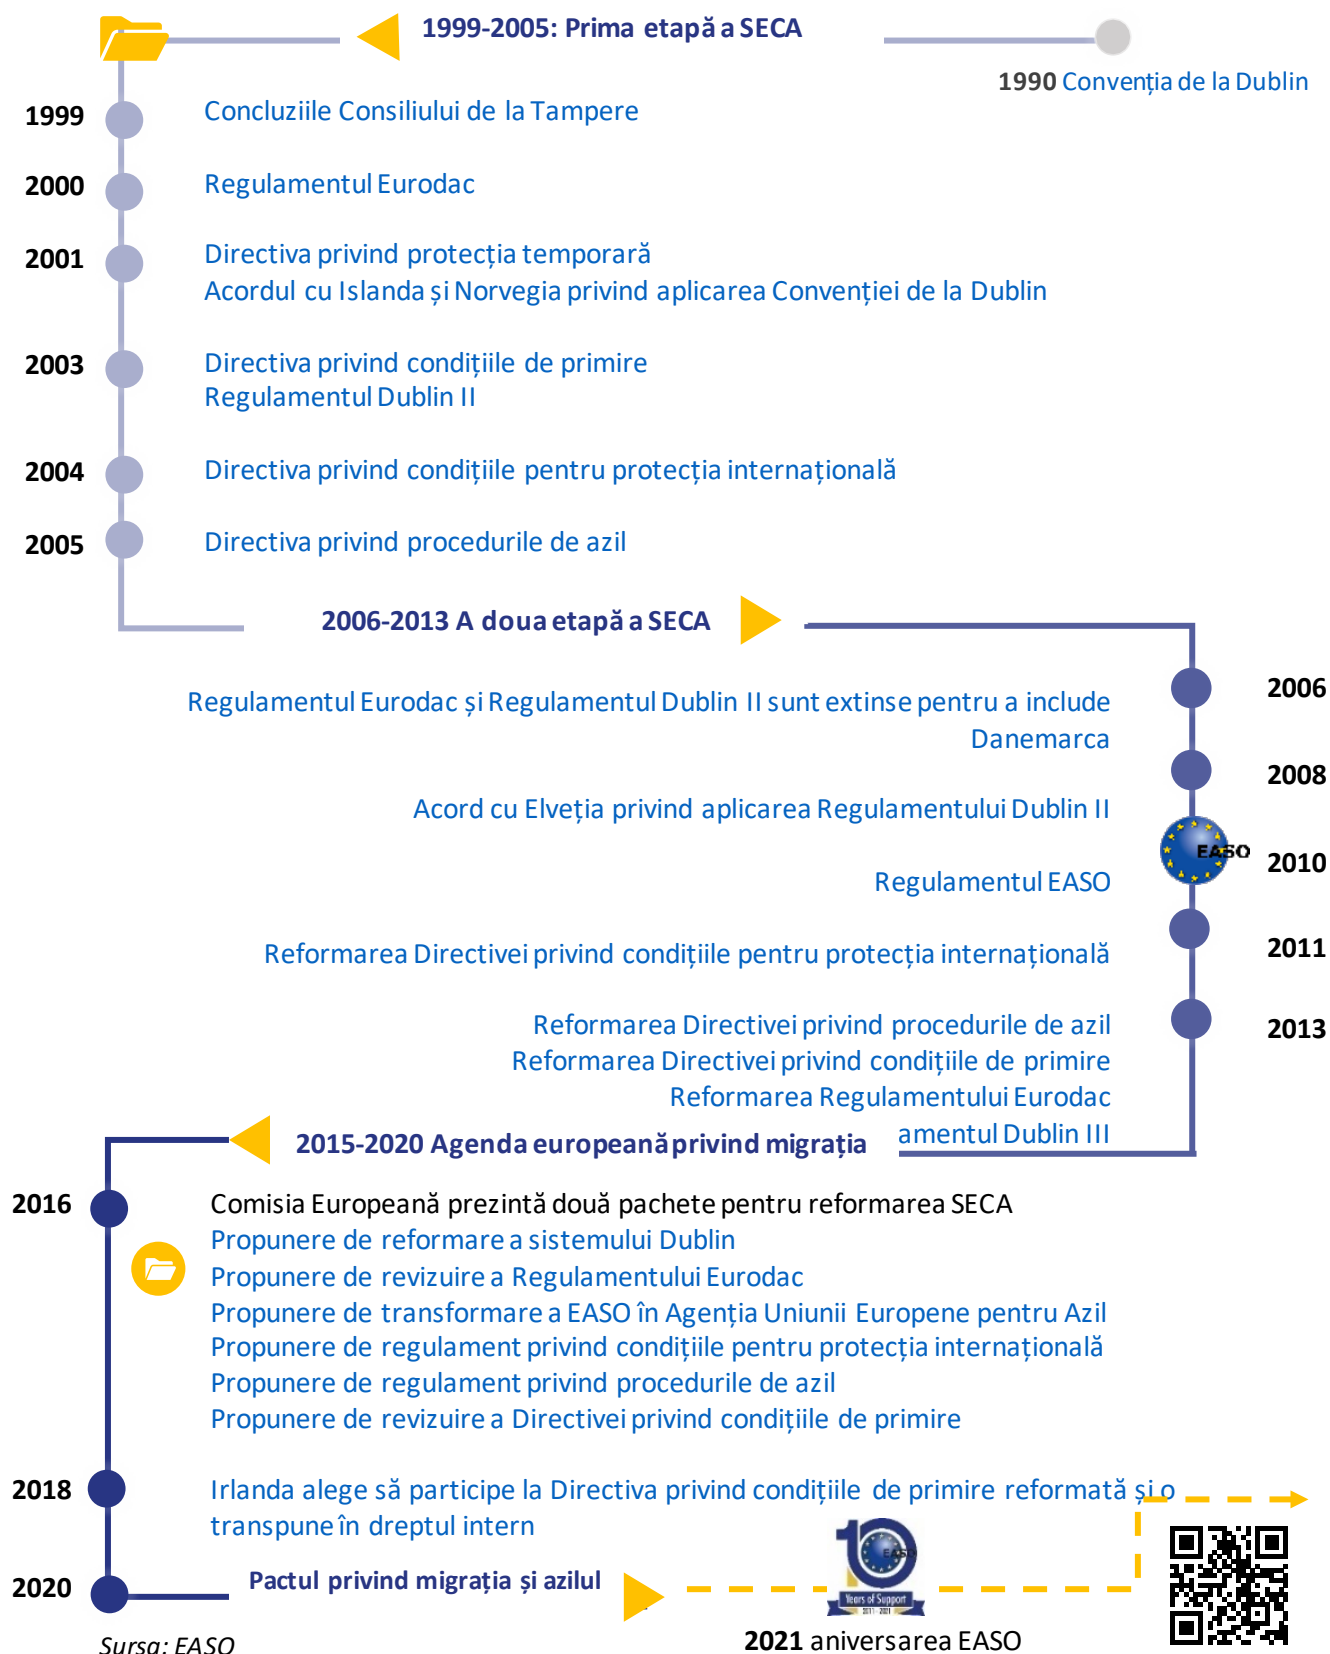 1999-2005: Prima etapă a SECA
1990 Convenția de la Dublin
1999 Concluziile Consiliului de la Tampere
2000 Regulamentul Eurodac
2001 Directiva privind protecția temporară
Acordul cu Islanda și Norvegia privind aplicarea Convenției de la Dublin
2003 Directiva privind condițiile de primire
Regulamentul Dublin II
2004 Directiva privind condițiile pentru protecția internațională
2005 Directiva privind procedurile de azil
2006-2013 A doua etapă a SECA
Regulamentul Eurodac și Regulamentul Dublin II sunt extinse pentru a include 2006
Danemarca
2008
Acord cu Elveția privind aplicarea Regulamentului Dublin II
EASO
2010
Regulamentul EASO
Reformarea Directivei privind condițiile pentru protecția internațională 2011
Reformarea Directivei privind procedurile de azil 2013
Reformarea Directivei privind condițiile de primire
Reformarea Regulamentului Eurodac
amentul Dublin III
2015-2020 Agenda europeană privind migrația
2016 Comisia Europeană prezintă două pachete pentru reformarea SECA
Propunere de reformare a sistemului Dublin
Propunere de revizuire a Regulamentului Eurodac
Propunere de transformare a EASO în Agenția Uniunii Europene pentru Azil
Propunere de regulament privind condițiile pentru protecția internațională
Propunere de regulament privind procedurile de azil
Propunere de revizuire a Directivei privind condițiile de primire
2018 Irlanda alege să participe la Directiva privind condițiile de primire reformată și o
transpune în dreptul intern
2020 Pactul privind migrația și azilul
10
EASO
Years of Support
2011 - 2021
2021 aniversarea EASO
Sursa: EASO